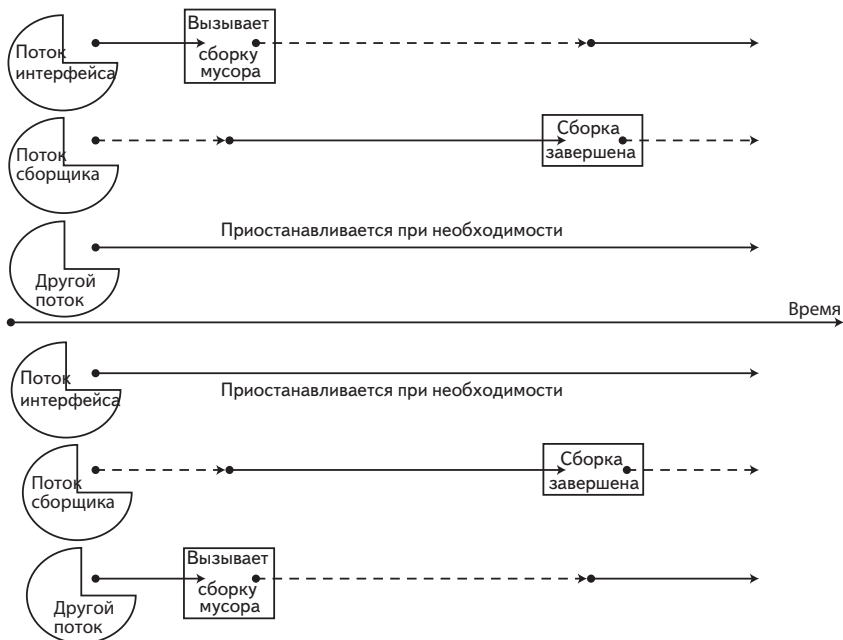 Поток
интерфейса
Вызывает
сборку
мусора
Поток
сборщика
Сборка
завершена
Другой
поток
Приостанавливается при необходимости
Время
Поток
интерфейса
Приостанавливается при необходимости
Поток
сборщика
Сборка
завершена
Другой
поток
Вызывает
сборку
мусора